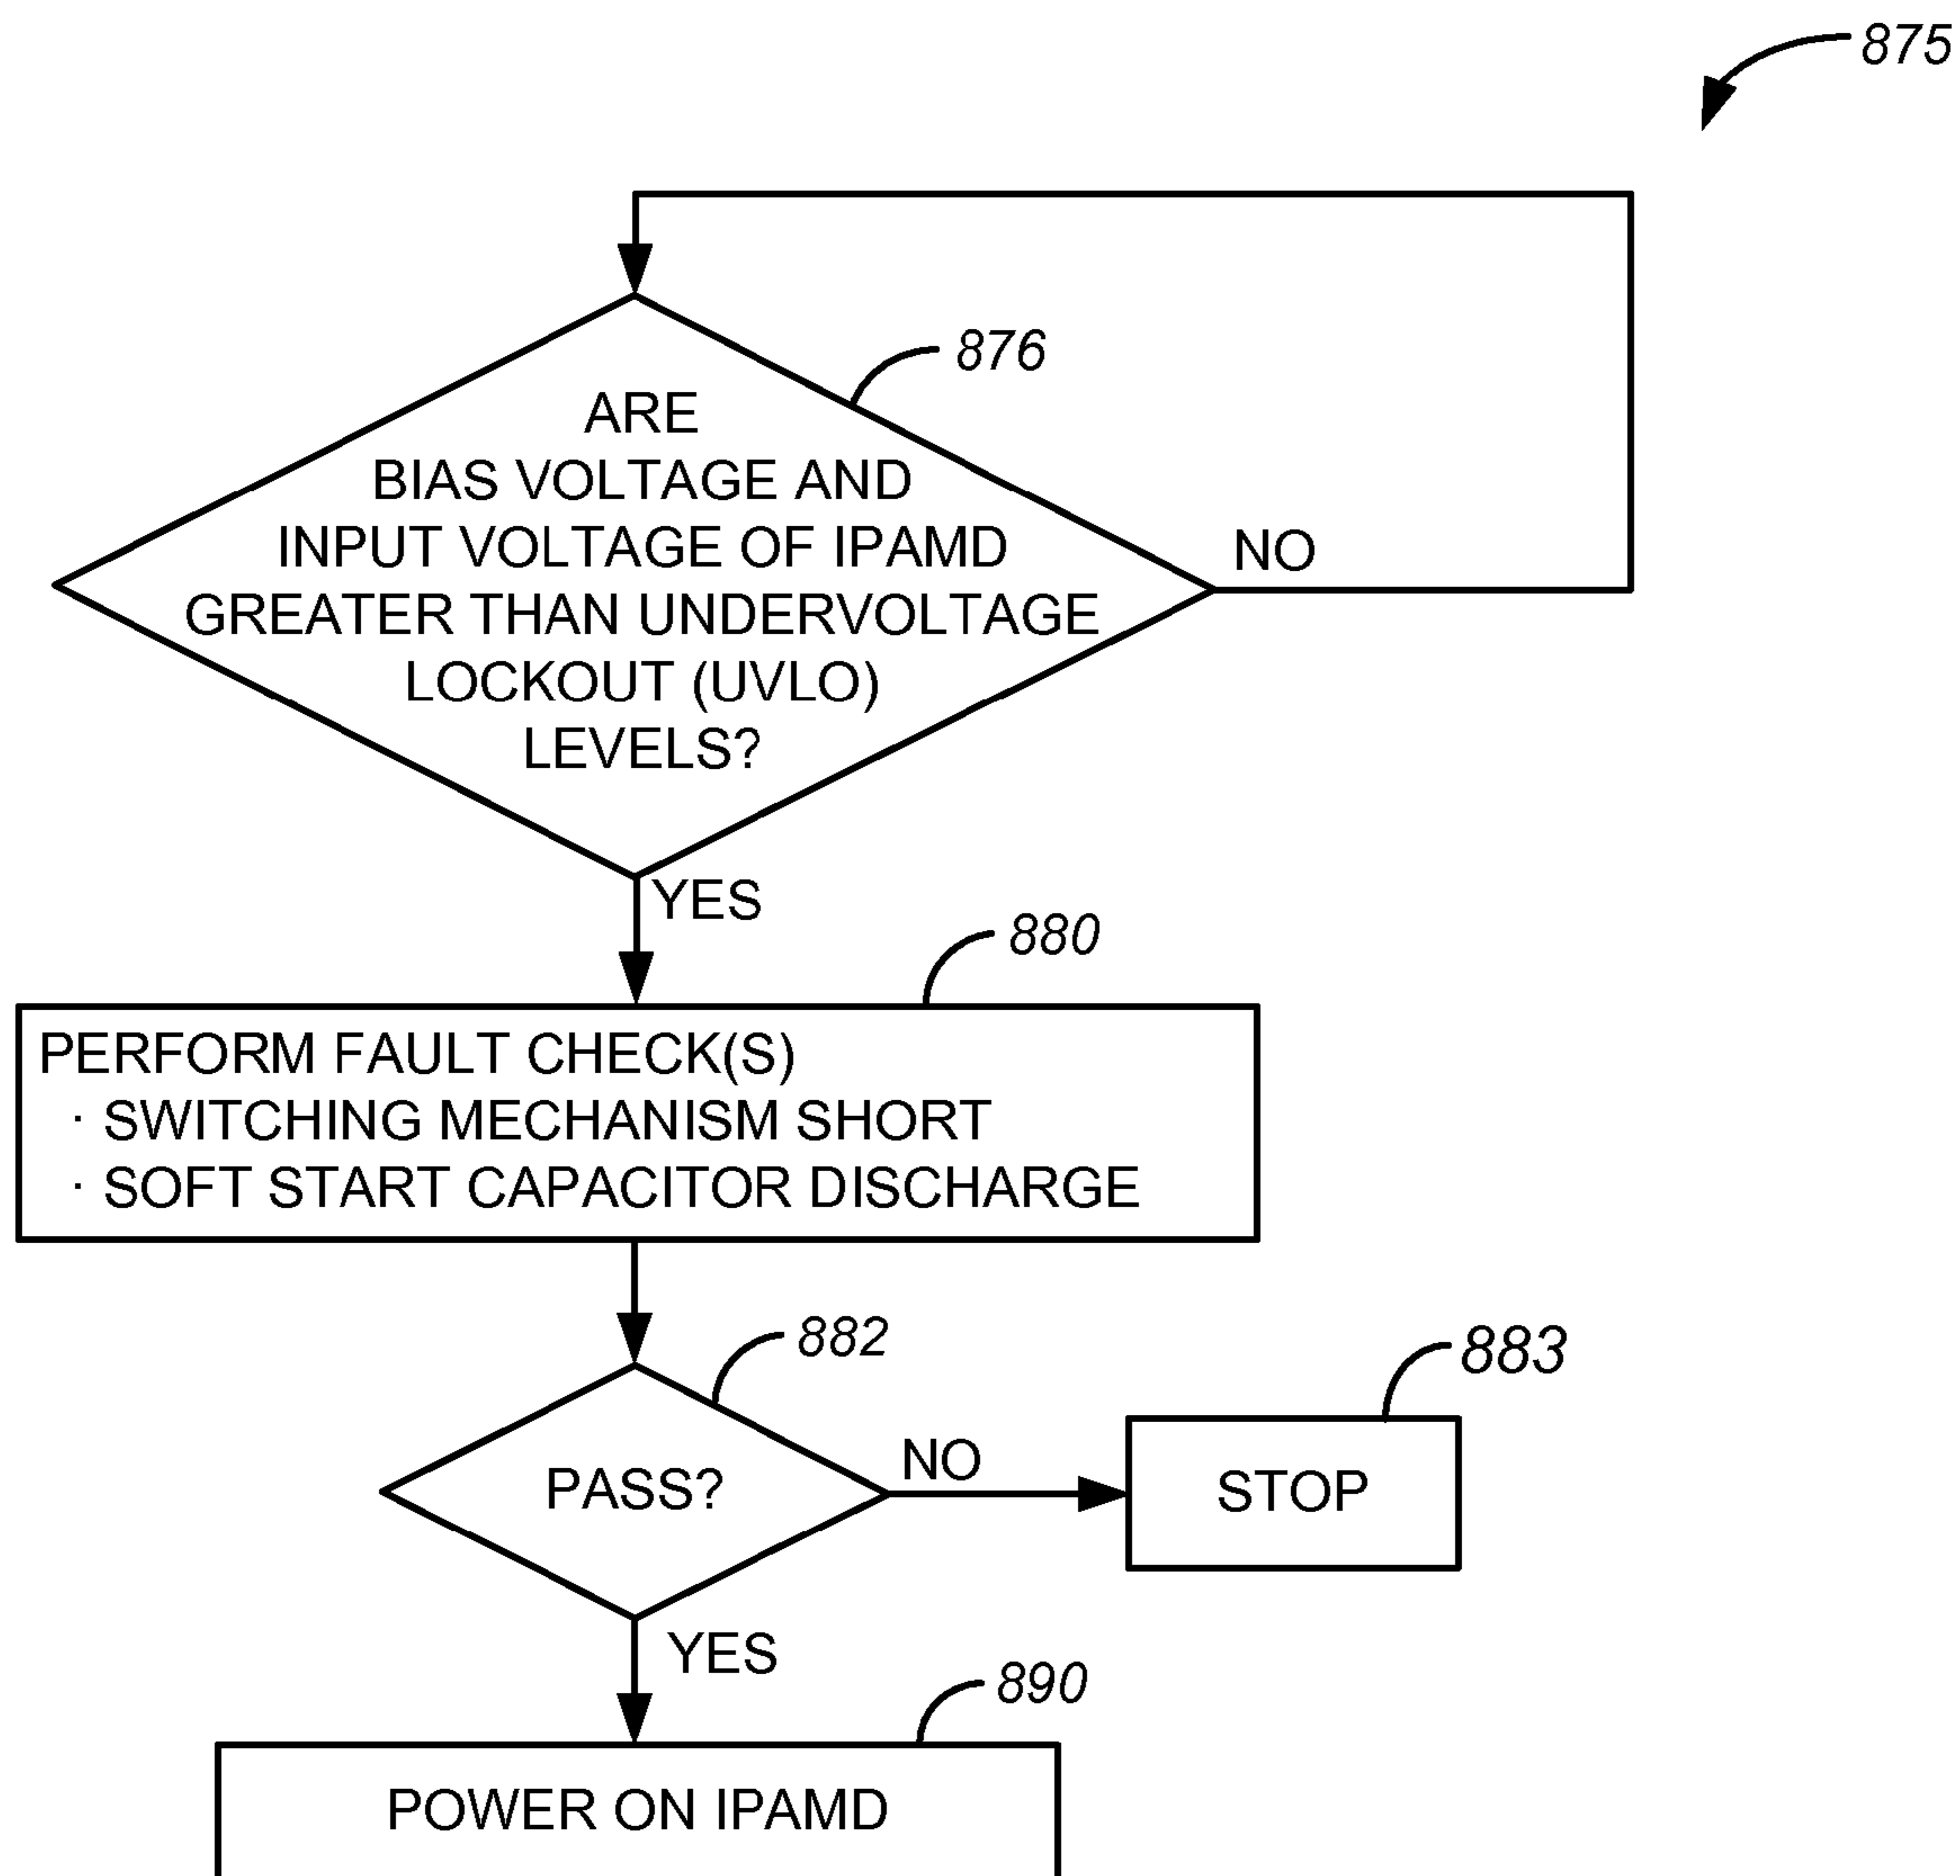 875
876
ARE
BIAS VOLTAGE AND
INPUT VOLTAGE OF IPAMD
GREATER THAN UNDERVOLTAGE
LOCKOUT (UVLO)
LEVELS?
NO
YES
880
PERFORM FAULT CHECK(S)
· SWITCHING MECHANISM SHORT
· SOFT START CAPACITOR DISCHARGE
882
883
PASS?
NO
STOP
YES
890
POWER ON IPAMD